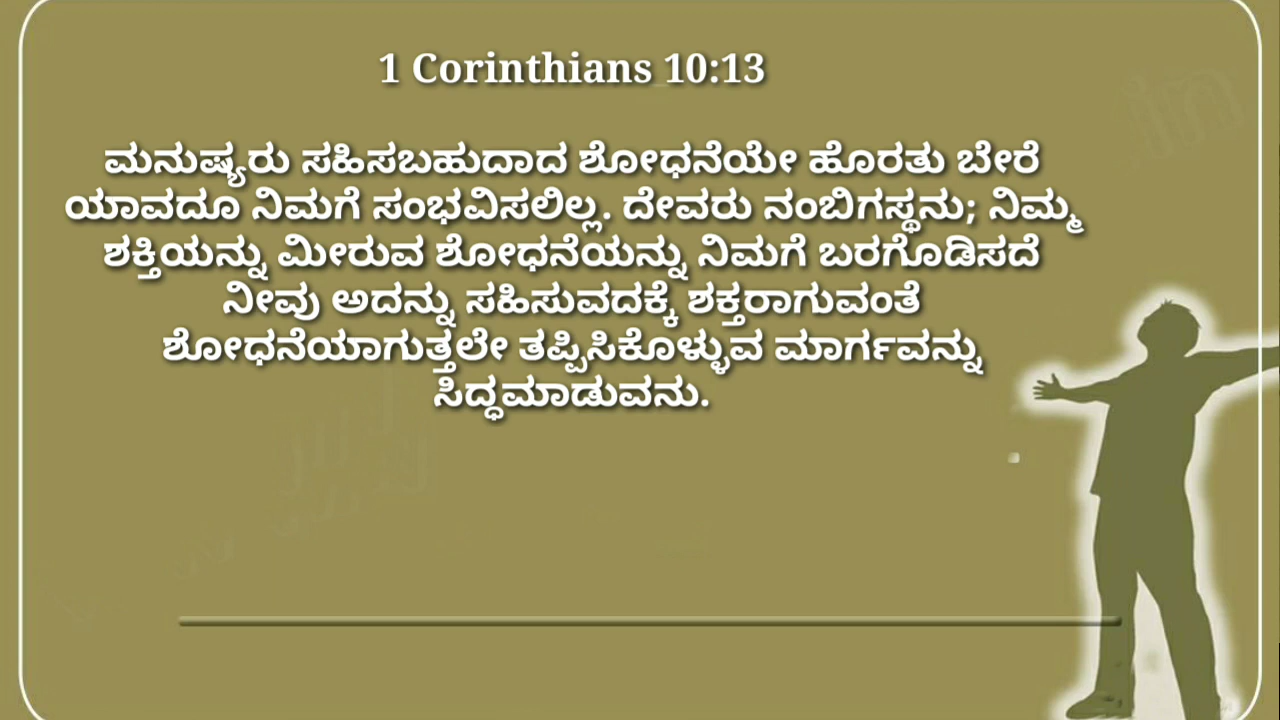 1 Corinthians 10:13
ಮನುಷ್ಯರು ಸಹಿಸಬಹುದಾದ ಶೋಧನೆಯೇ ಹೊರತು ಬೇರೆ
ಯಾವದೂ ನಿಮಗೆ ಸಂಭವಿಸಲಿಲ್ಲ. ದೇವರು ನಂಬಿಗಸ್ಥನು; ನಿಮ್ಮ
ಶಕ್ತಿಯನ್ನು ಮೀರುವ ಶೋಧನೆಯನ್ನು ನಿಮಗೆ ಬರಗೊಡಿಸದೆ
ನೀವು ಅದನ್ನು ಸಹಿಸುವದಕ್ಕೆ ಶಕ್ತರಾಗುವಂತೆ
ಶೋಧನೆಯಾಗುತ್ತಲೇ ತಪ್ಪಿಸಿಕೊಳ್ಳುವ ಮಾರ್ಗವನ್ನು
ಸಿದ್ಧಮಾಡುವನು.